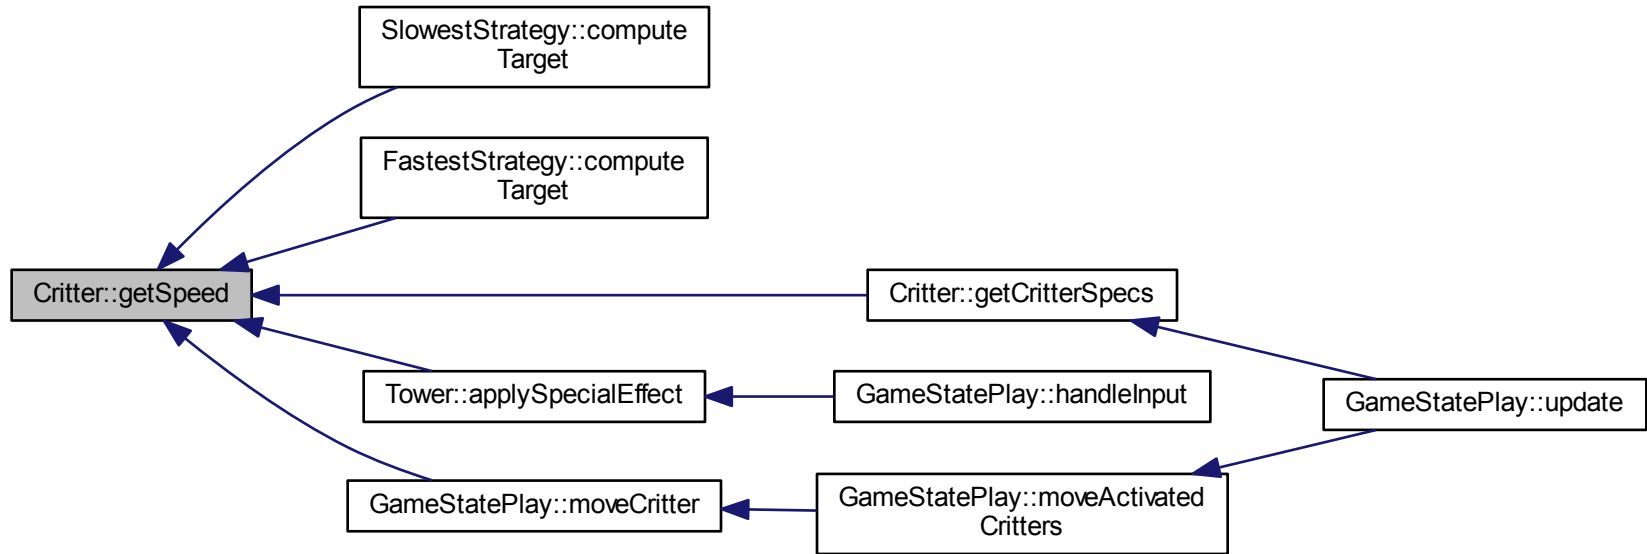 SlowestStrategy::compute
Target
FastestStrategy::compute
Target
Critter::getSpeed
Critter::getCritterSpecs
Tower::applySpecialEffect
GameStatePlay::handleInput
GameStatePlay::update
GameStatePlay::moveCritter
GameStatePlay::moveActivated
Critters